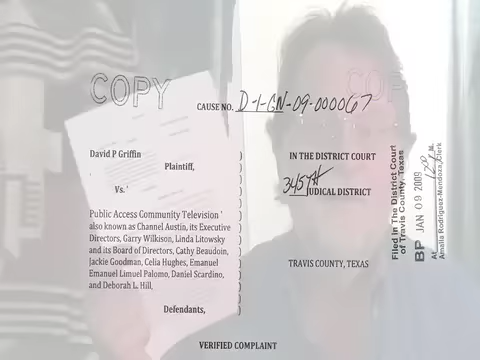 COPY
COPY
CAUSE NO. D-1-GN-09-000067
David P Griffin
Plaintiff,
Vs.
IN THE DISTRICT COURT
345TH JUDICIAL DISTRICT
Public Access Community Television
also known as Channel Austin, its Executive
Directors, Garry Wilkison, Linda Litowsky
and its Board of Directors, Cathy Beaudoin,
Jackie Goodman, Celia Hughes, Emanuel
Emanuel Limuel Palomo, Daniel Scardino,
and Deborah L. Hill,
TRAVIS COUNTY, TEXAS
Defendants,
VERIFIED COMPLAINT
Filed in The District Court
of Travis County, Texas
BP JAN 09 2009
At M.
Amalia Rodriguez-Mendoza, Clerk